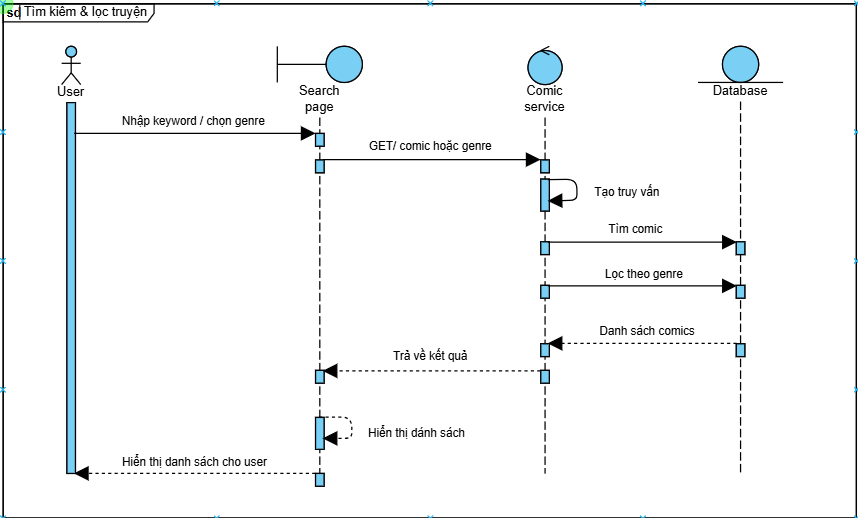 sd Tìm kiêm & lọc truyện
User
Search
page
Comic
service
Database
Nhập keyword / chọn genre
GET/ comic hoặc genre
Tạo truy vấn
Tìm comic
Lọc theo genre
Danh sách comics
Trả về kết quả
Hiển thị dánh sách
Hiển thị danh sách cho user